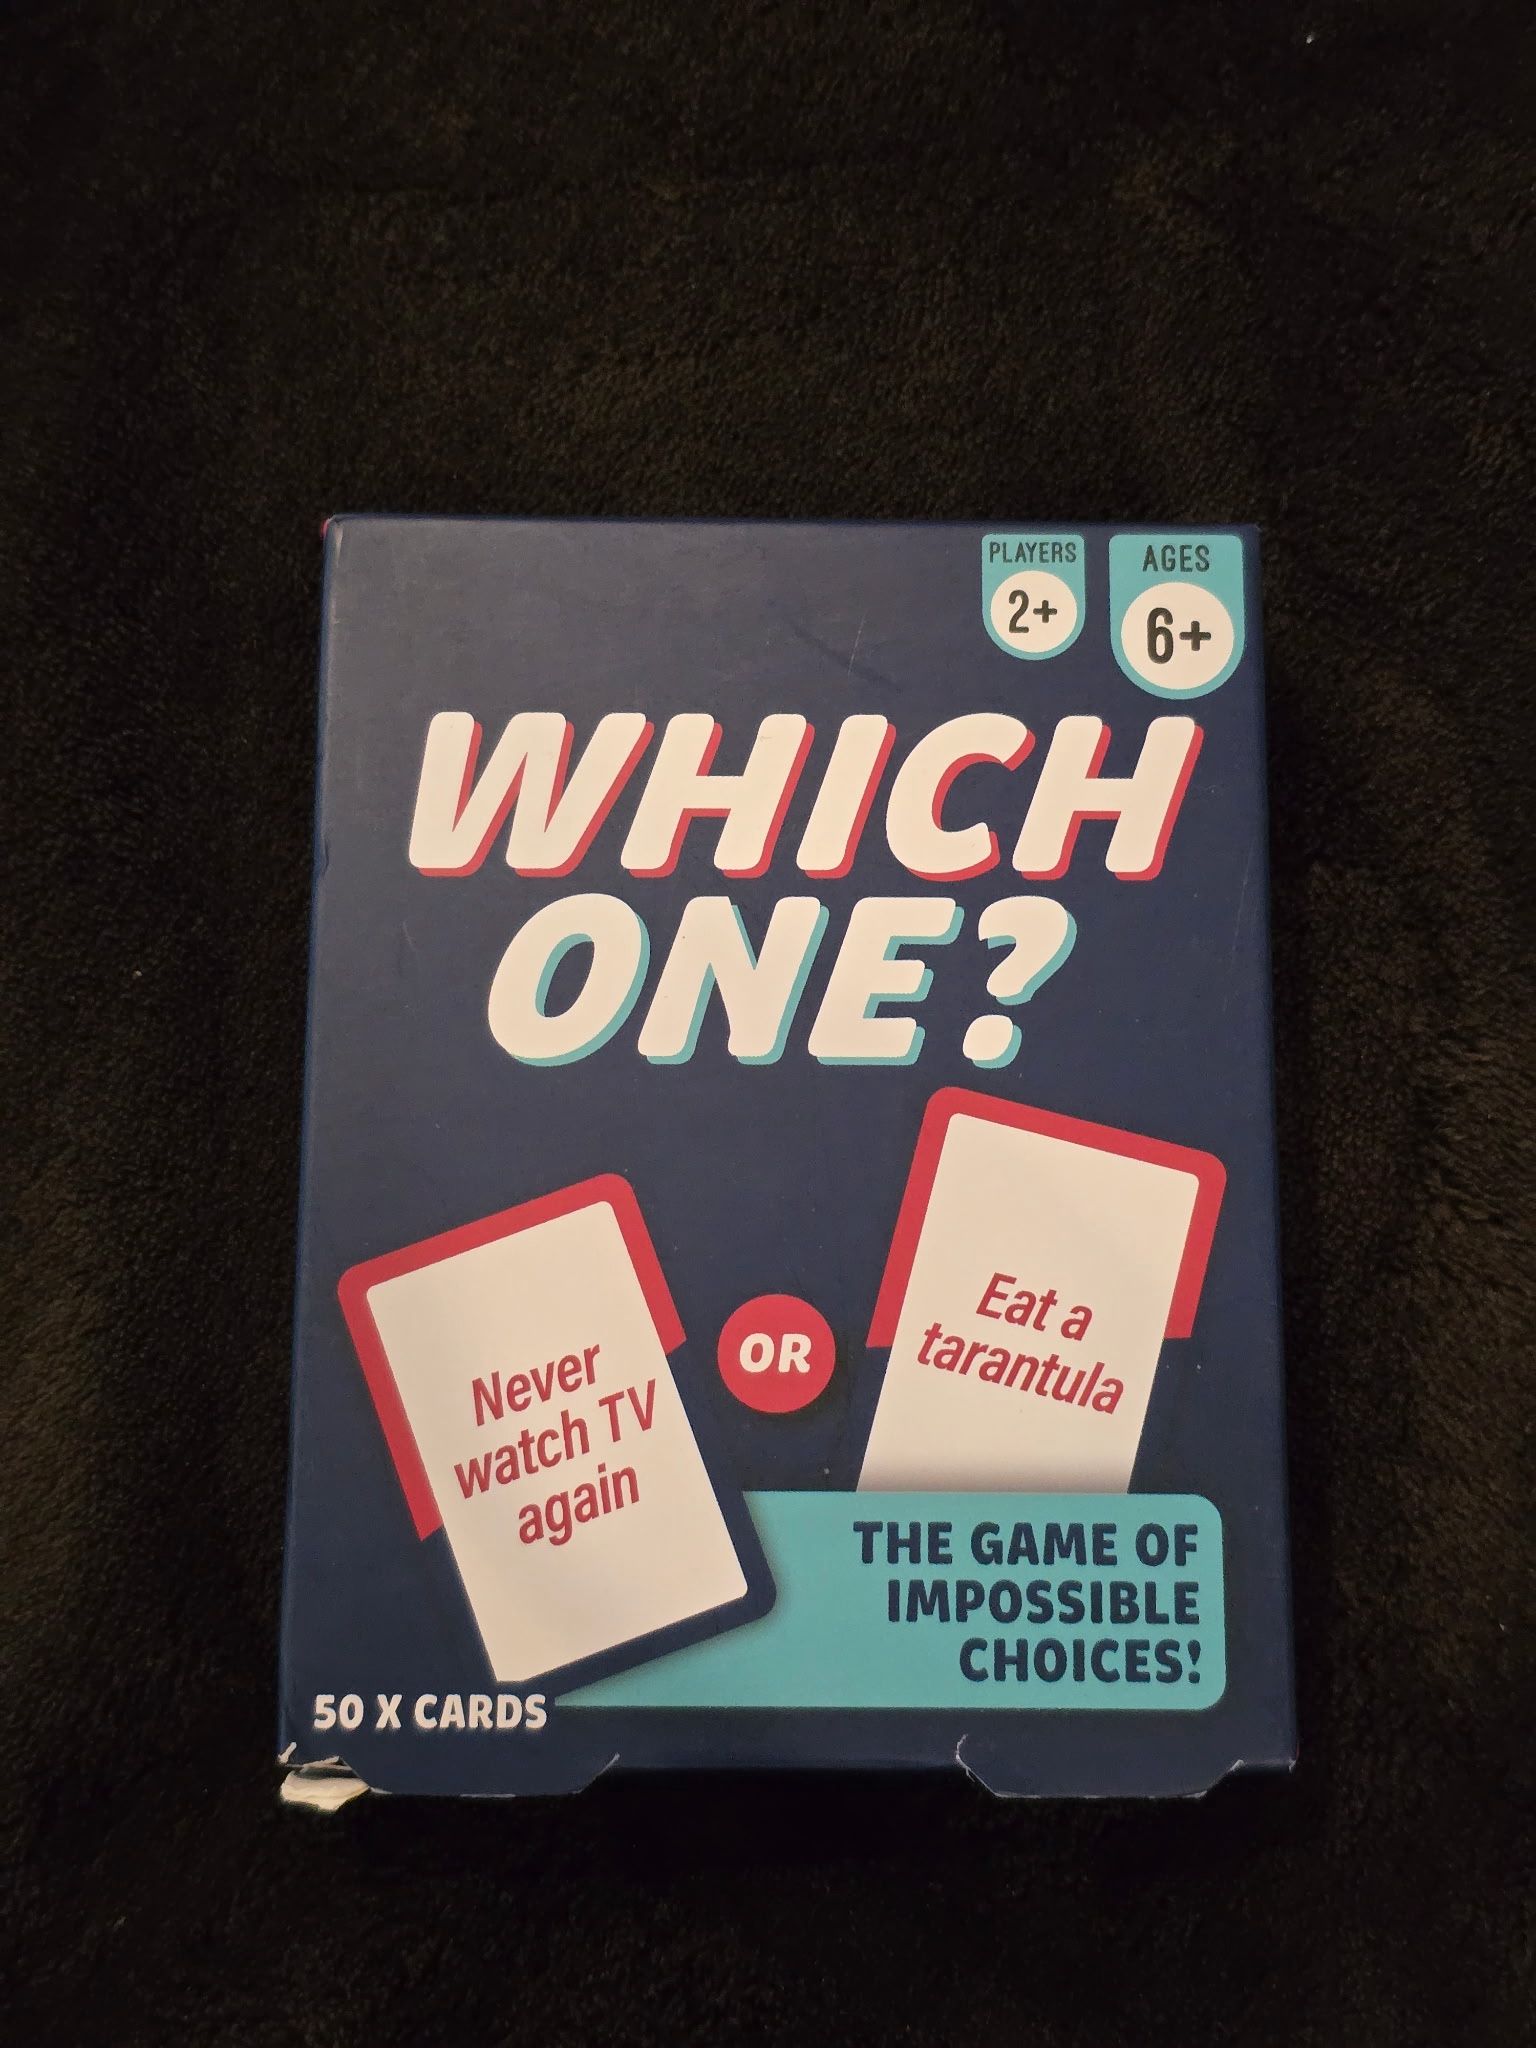 PLAYERS
2+
AGES
6+
WHICH
ONE?
Never
watch TV
again
OR
Eat a
tarantula
THE GAME OF
IMPOSSIBLE
CHOICES!
50 X CARDS